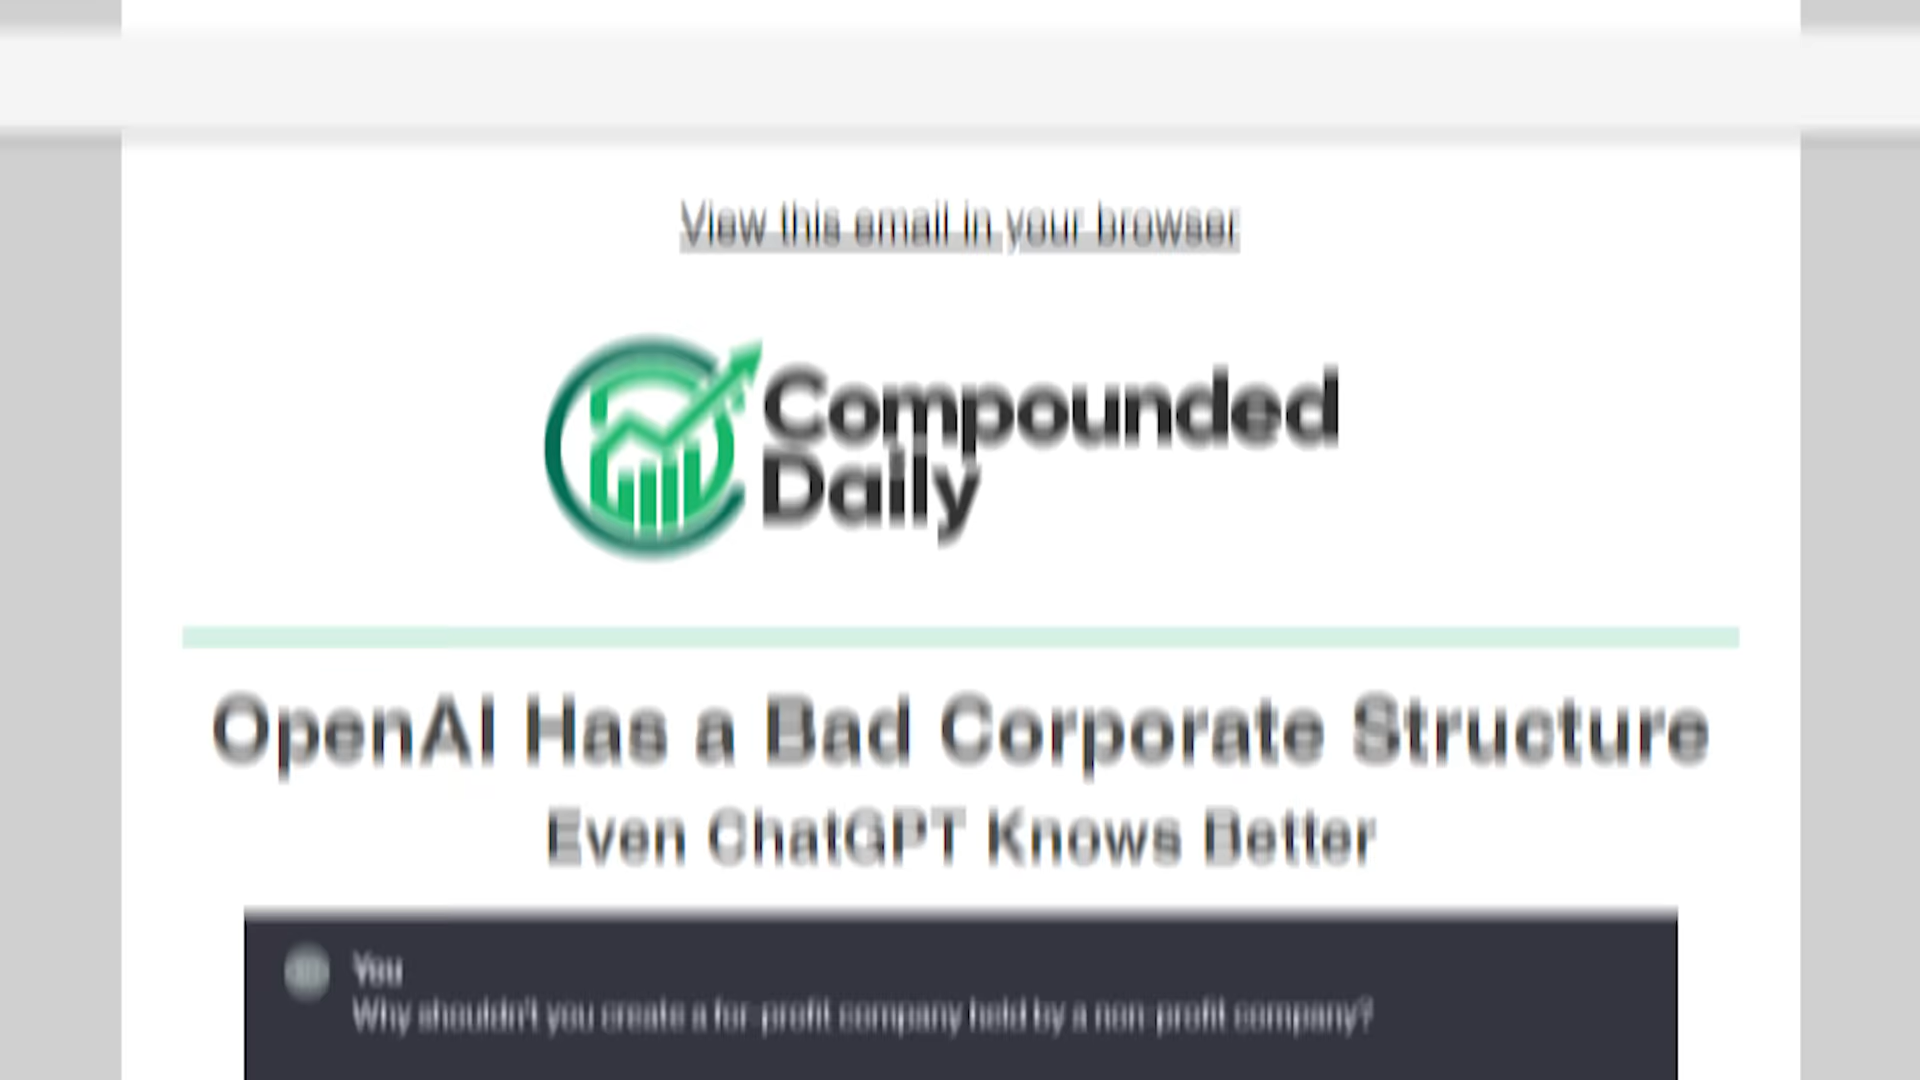 View this email in your browser
Compounded
Daily
OpenAI Has a Bad Corporate Structure
Even ChatGPT Knows Better
You
Why shouldn't you create a for-profit company held by a non-profit company?